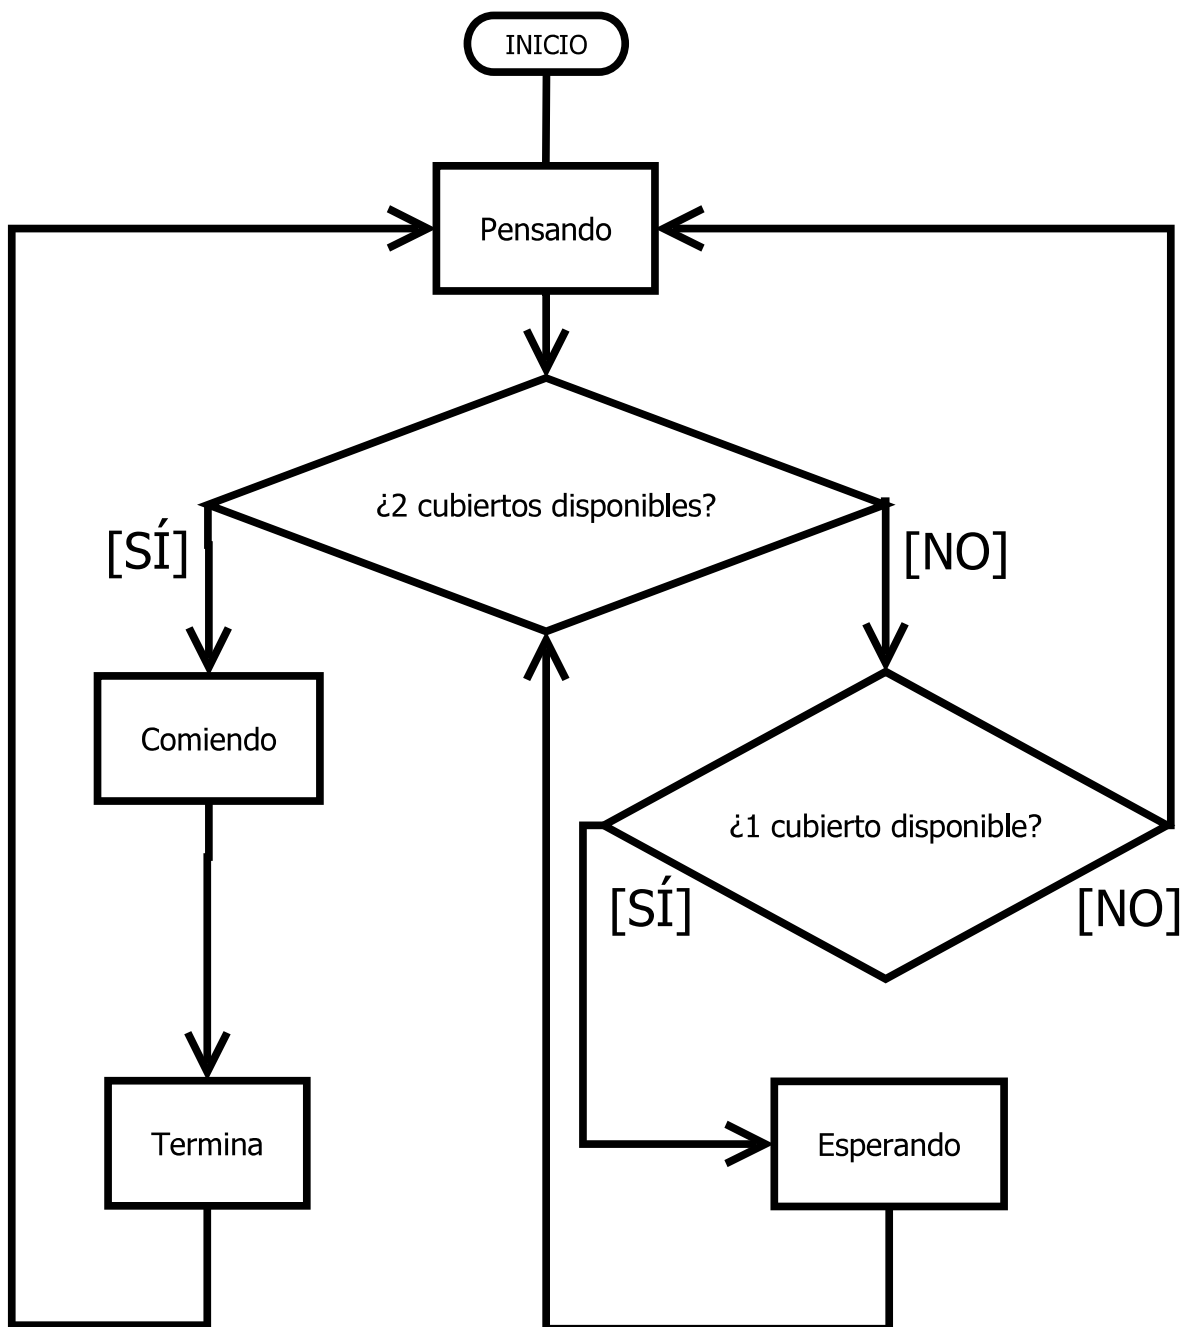 INICIO
Pensando
¿2 cubiertos disponibles?
[SÍ]
[NO]
Comiendo
¿1 cubierto disponible?
[SÍ]
[NO]
Termina
Esperando